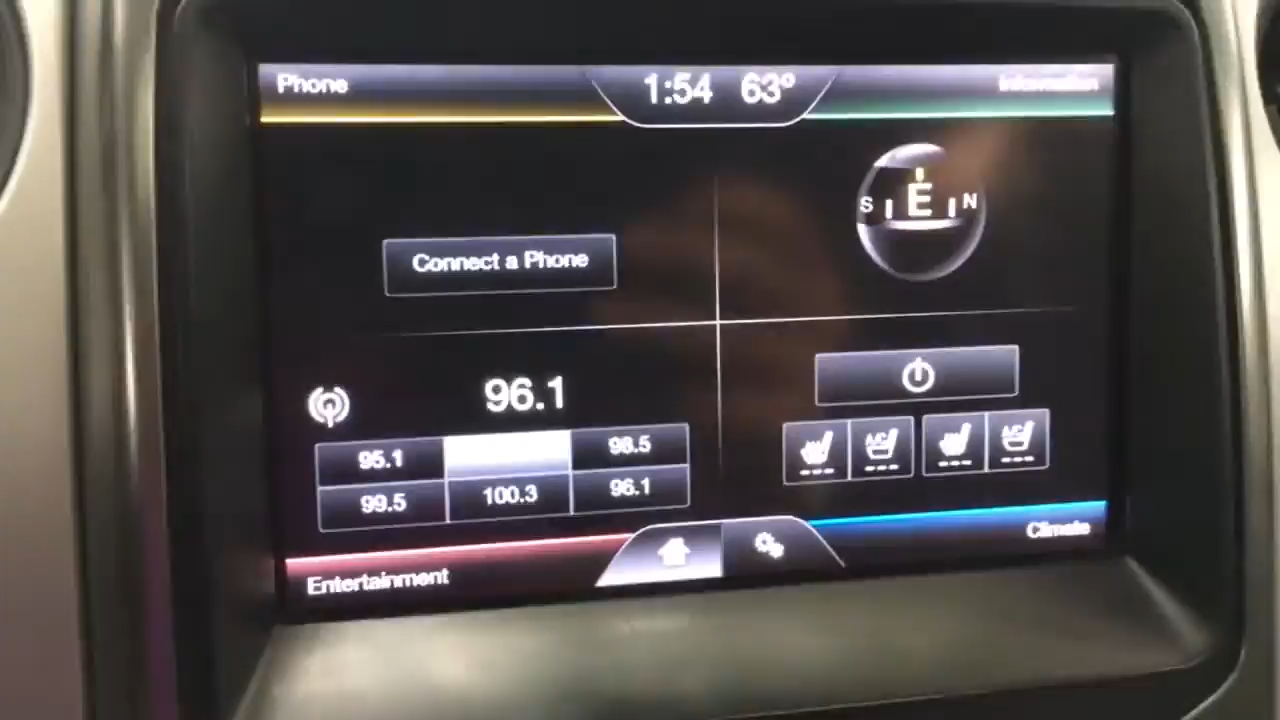 Phone
1:54 63°
Information
S E N
Connect a Phone
96.1
95.1
98.5
99.5
100.3
96.1
A/C
A/C
Climate
Entertainment